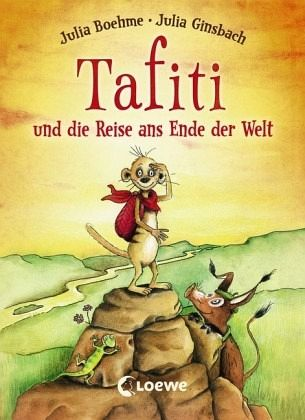 Julia Boehme · Julia Ginsbach
Tafiti
und die Reise ans Ende der Welt
Loewe